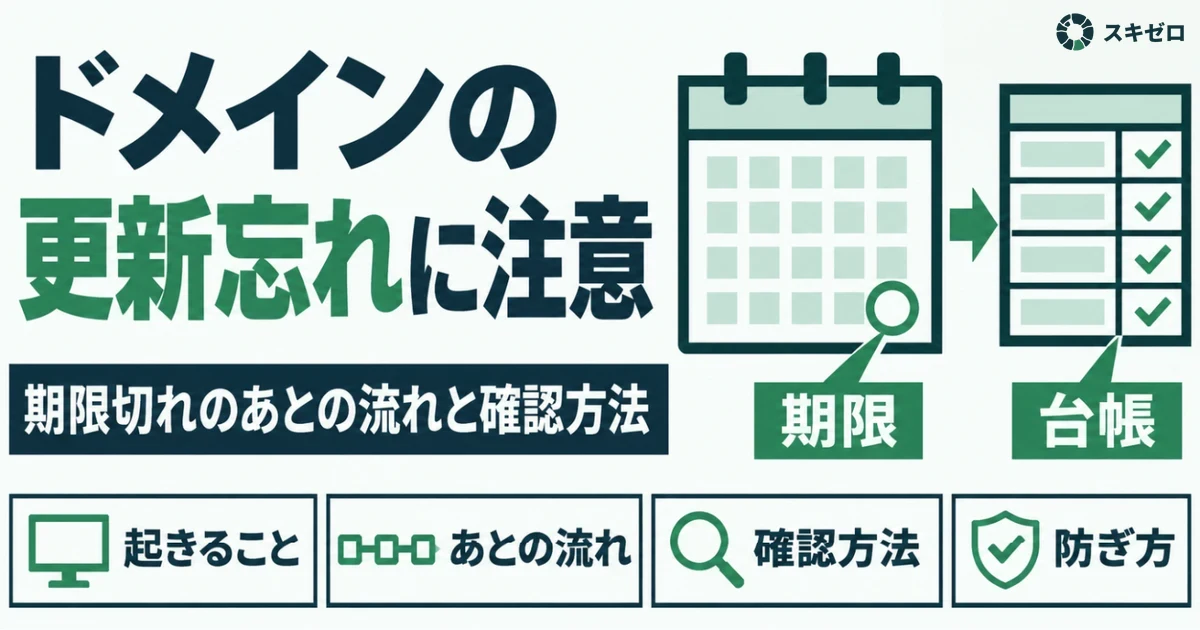 スキゼロ
ドメインの
更新忘れに注意
期限切れのあとの流れと確認方法
期限
台帳
起きること
あとの流れ
確認方法
防ぎ方